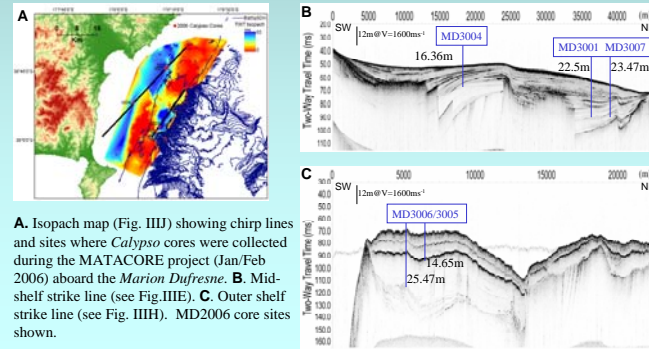 A
2006 Calypso Cores
A. Isopach map (Fig. IIIJ) showing chirp lines
and sites where Calypso cores were collected
during the MATACORE project (Jan/Feb
2006) aboard the Marion Dufresne. B. Mid-
shelf strike line (see Fig.IIIE). C. Outer shelf
strike line (see Fig. IIIH). MD2006 core sites
shown.
B
0 5000 10000 15000 20000 25000 30000 35000 40000 (m)
SW
12m@V=1600ms-1
MD3004
16.36m
MD3001 MD3007
22.5m 23.47m
Two-Way Travel Time (ms)
C
0 5000 10000 15000 20000 (m)
SW
12m@V=1600ms-1
MD3006/3005
14.65m
25.47m
Two-Way Travel Time (ms)